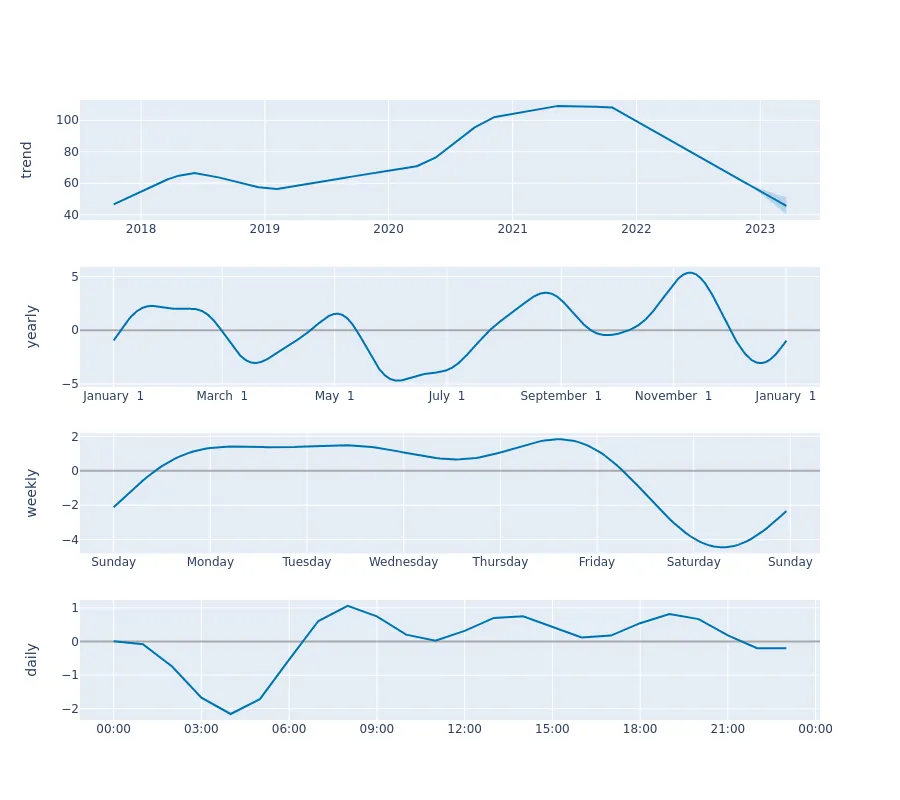 trend
100
80
60
40
2018 2019 2020 2021 2022 2023
yearly
5
0
−5
January 1 March 1 May 1 July 1 September 1 November 1 January 1
weekly
2
0
−2
−4
Sunday Monday Tuesday Wednesday Thursday Friday Saturday Sunday
daily
1
0
−1
−2
00:00 03:00 06:00 09:00 12:00 15:00 18:00 21:00 00:00